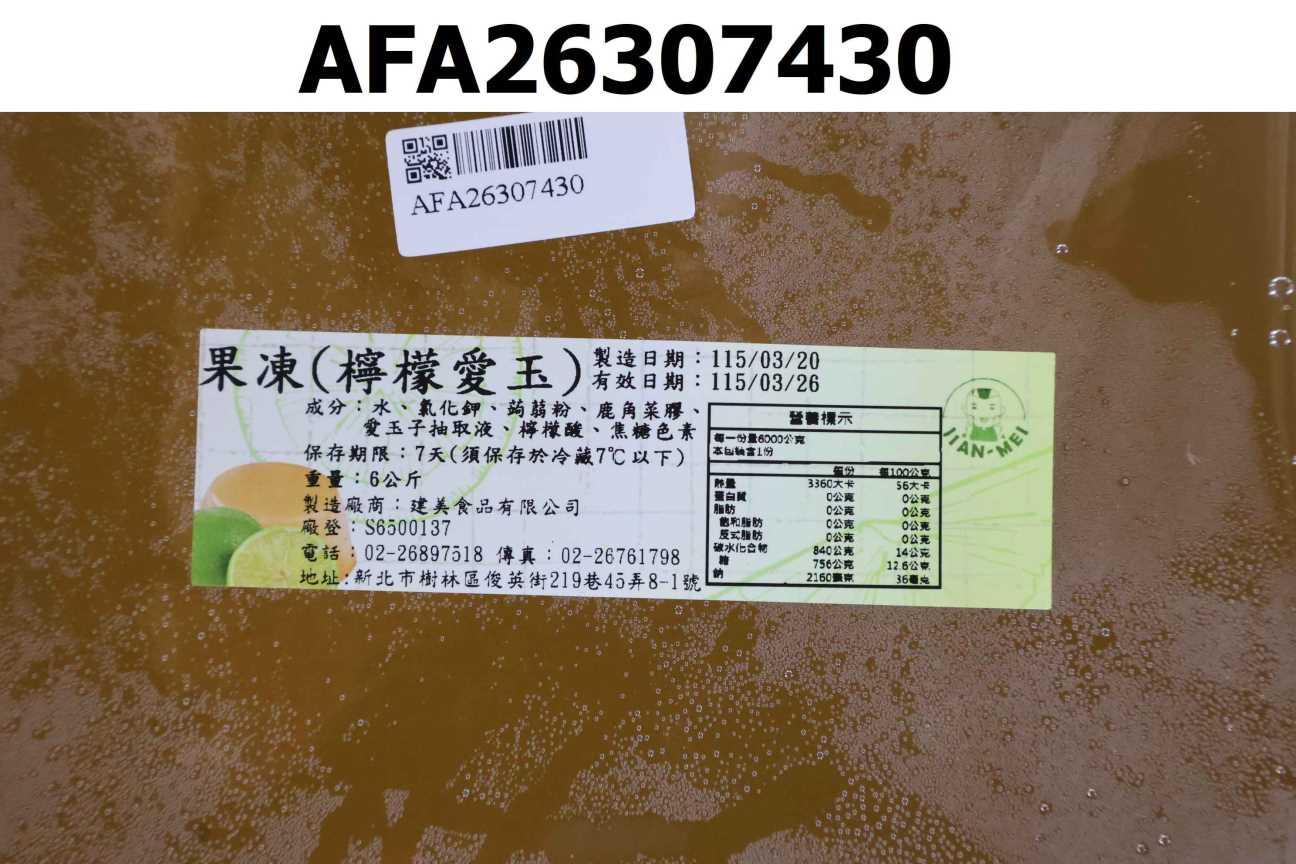 AFA26307430
AFA26307430
果凍(檸檬愛玉)
製造日期：115/03/20
有效日期：115/03/26
成分：水、氯化鉀、蒟蒻粉、鹿角菜膠、
愛玉子抽取液、檸檬酸、焦糖色素
保存期限：7天(須保存於冷藏7℃以下)
重量：6公斤
製造廠商：建美食品有限公司
廠登：S6500137
電話：02-26897518 傳真：02-26761798
地址:新北市樹林區俊英街219巷45弄8-1號
營養標示
每一份量6000公克
本包裝含1份
每份 每100公克
熱量 3360大卡 56大卡
蛋白質 0公克 0公克
脂肪 0公克 0公克
飽和脂肪 0公克 0公克
反式脂肪 0公克 0公克
碳水化合物 840公克 14公克
糖 756公克 12.6公克
鈉 2160毫克 36毫克
JIAN-MEI